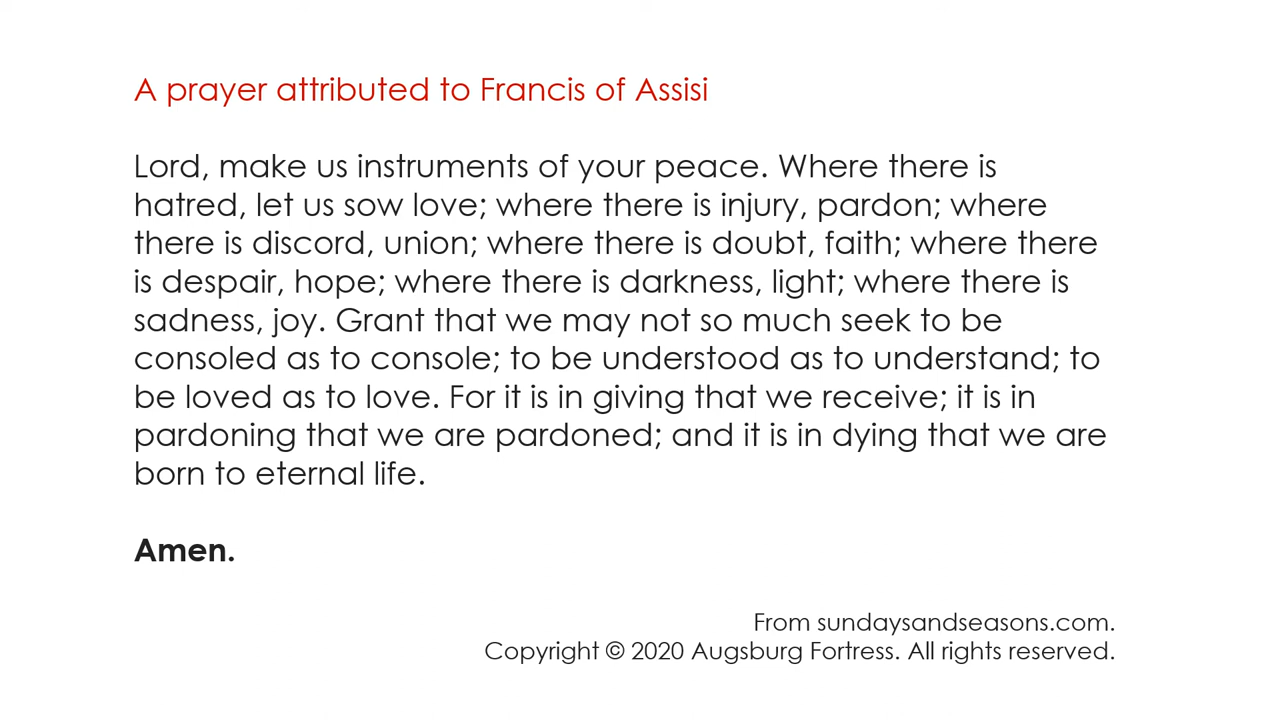 A prayer attributed to Francis of Assisi
Lord, make us instruments of your peace. Where there is
hatred, let us sow love; where there is injury, pardon; where
there is discord, union; where there is doubt, faith; where there
is despair, hope; where there is darkness, light; where there is
sadness, joy. Grant that we may not so much seek to be
consoled as to console; to be understood as to understand; to
be loved as to love. For it is in giving that we receive; it is in
pardoning that we are pardoned; and it is in dying that we are
born to eternal life.
Amen.
From sundaysandseasons.com.
Copyright © 2020 Augsburg Fortress. All rights reserved.